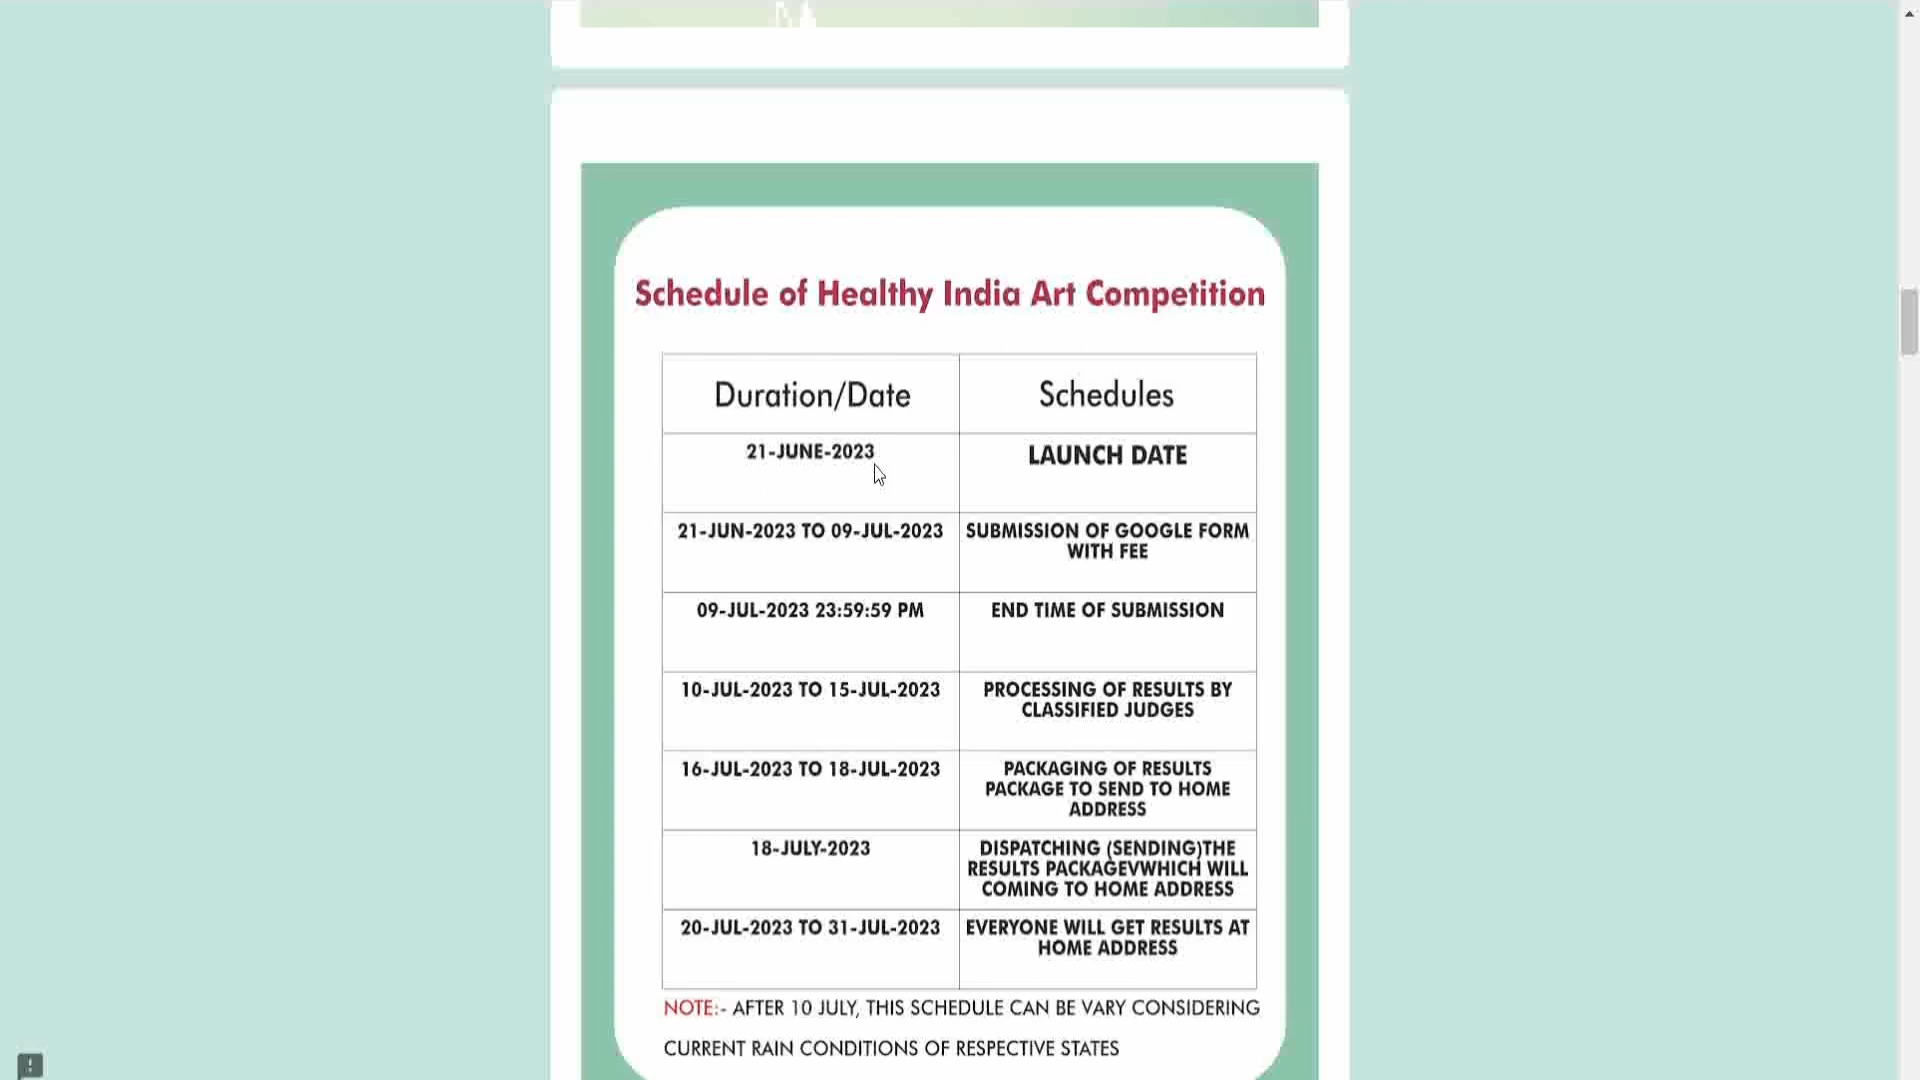 Schedule of Healthy India Art Competition
Duration/Date
Schedules
21-JUNE-2023
LAUNCH DATE
21-JUN-2023 TO 09-JUL-2023
SUBMISSION OF GOOGLE FORM
WITH FEE
09-JUL-2023 23:59:59 PM
END TIME OF SUBMISSION
10-JUL-2023 TO 15-JUL-2023
PROCESSING OF RESULTS BY
CLASSIFIED JUDGES
16-JUL-2023 TO 18-JUL-2023
PACKAGING OF RESULTS
PACKAGE TO SEND TO HOME
ADDRESS
18-JULY-2023
DISPATCHING (SENDING)THE
RESULTS PACKAGEVWHICH WILL
COMING TO HOME ADDRESS
20-JUL-2023 TO 31-JUL-2023
EVERYONE WILL GET RESULTS AT
HOME ADDRESS
NOTE:- AFTER 10 JULY, THIS SCHEDULE CAN BE VARY CONSIDERING
CURRENT RAIN CONDITIONS OF RESPECTIVE STATES